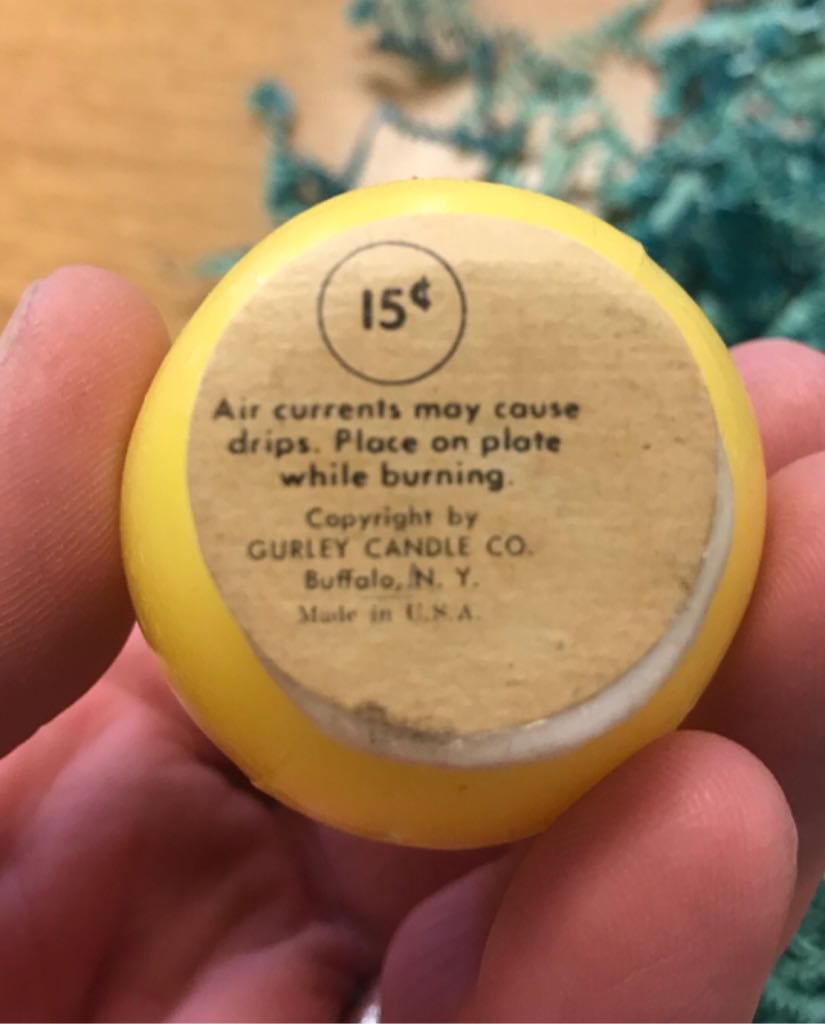 15¢
Air currents may cause
drips. Place on plate
while burning.
Copyright by
GURLEY CANDLE CO.
Buffalo, N. Y.
Made in U.S.A.